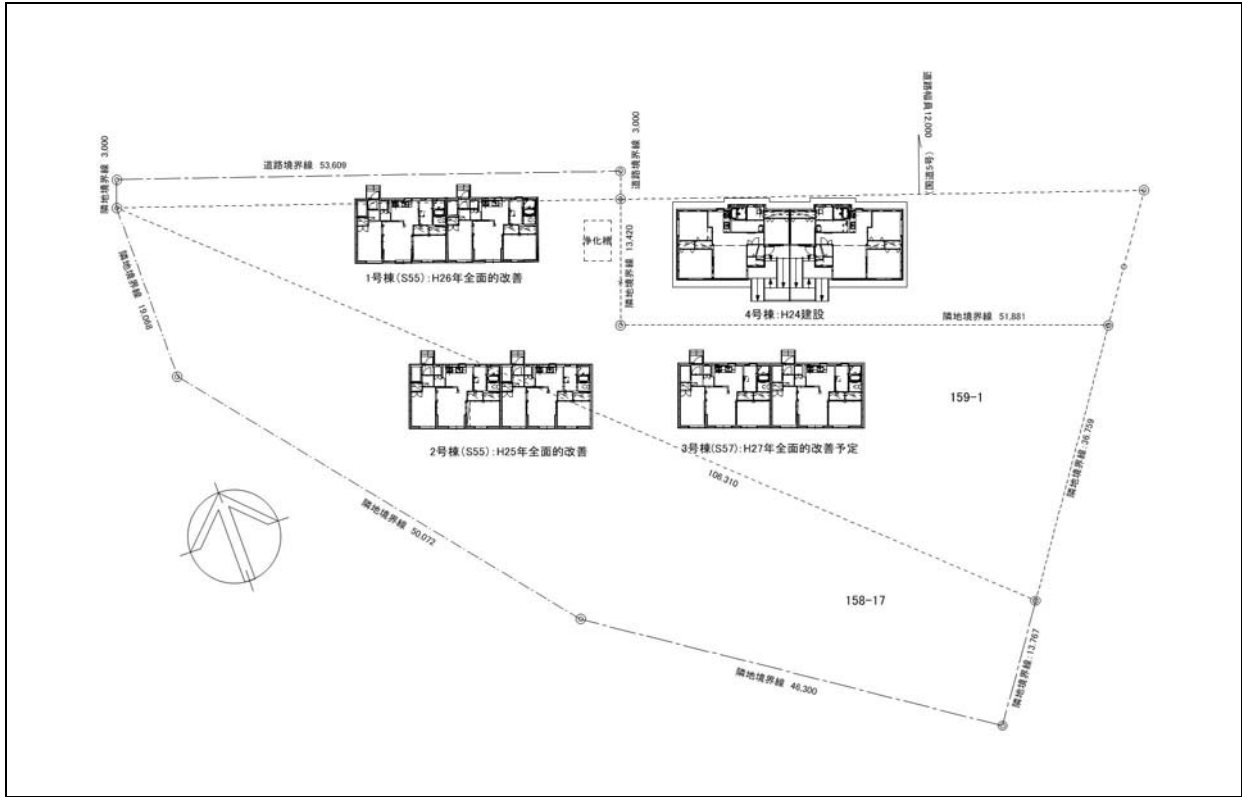 道路幅員12,000
(国道5号)
隣地境界線 3,000
道路境界線 53,609
道路境界線 3,000
浄化槽
隣地境界線 13,420
1号棟(S55):H26年全面的改善
4号棟:H24建設
隣地境界線 51,881
隣地境界線 19,068
159-1
2号棟(S55):H25年全面的改善
3号棟(S57):H27年全面的改善予定
隣地境界線:36,759
106,310
隣地境界線 50,072
158-17
隣地境界線:13,767
隣地境界線 46,300